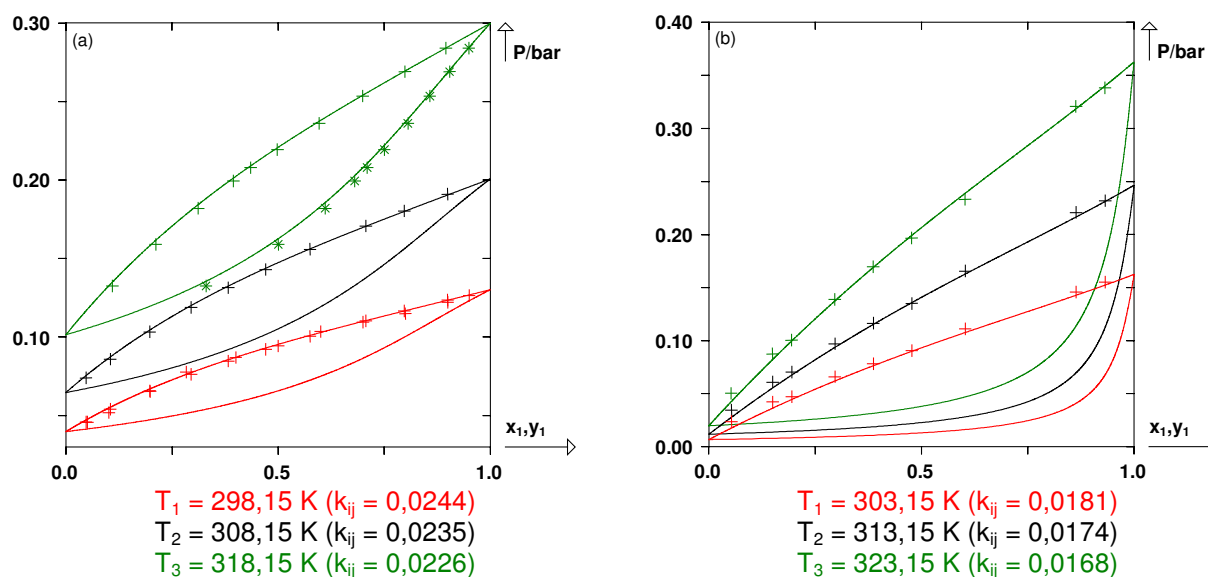 (a)
0.30
P/bar
0.20
0.10
x₁,y₁
0.0
0.5
1.0
T₁ = 298,15 K (kᵢⱼ = 0,0244)
T₂ = 308,15 K (kᵢⱼ = 0,0235)
T₃ = 318,15 K (kᵢⱼ = 0,0226)
(b)
0.40
P/bar
0.30
0.20
0.10
0.00
x₁,y₁
0.0
0.5
1.0
T₁ = 303,15 K (kᵢⱼ = 0,0181)
T₂ = 313,15 K (kᵢⱼ = 0,0174)
T₃ = 323,15 K (kᵢⱼ = 0,0168)